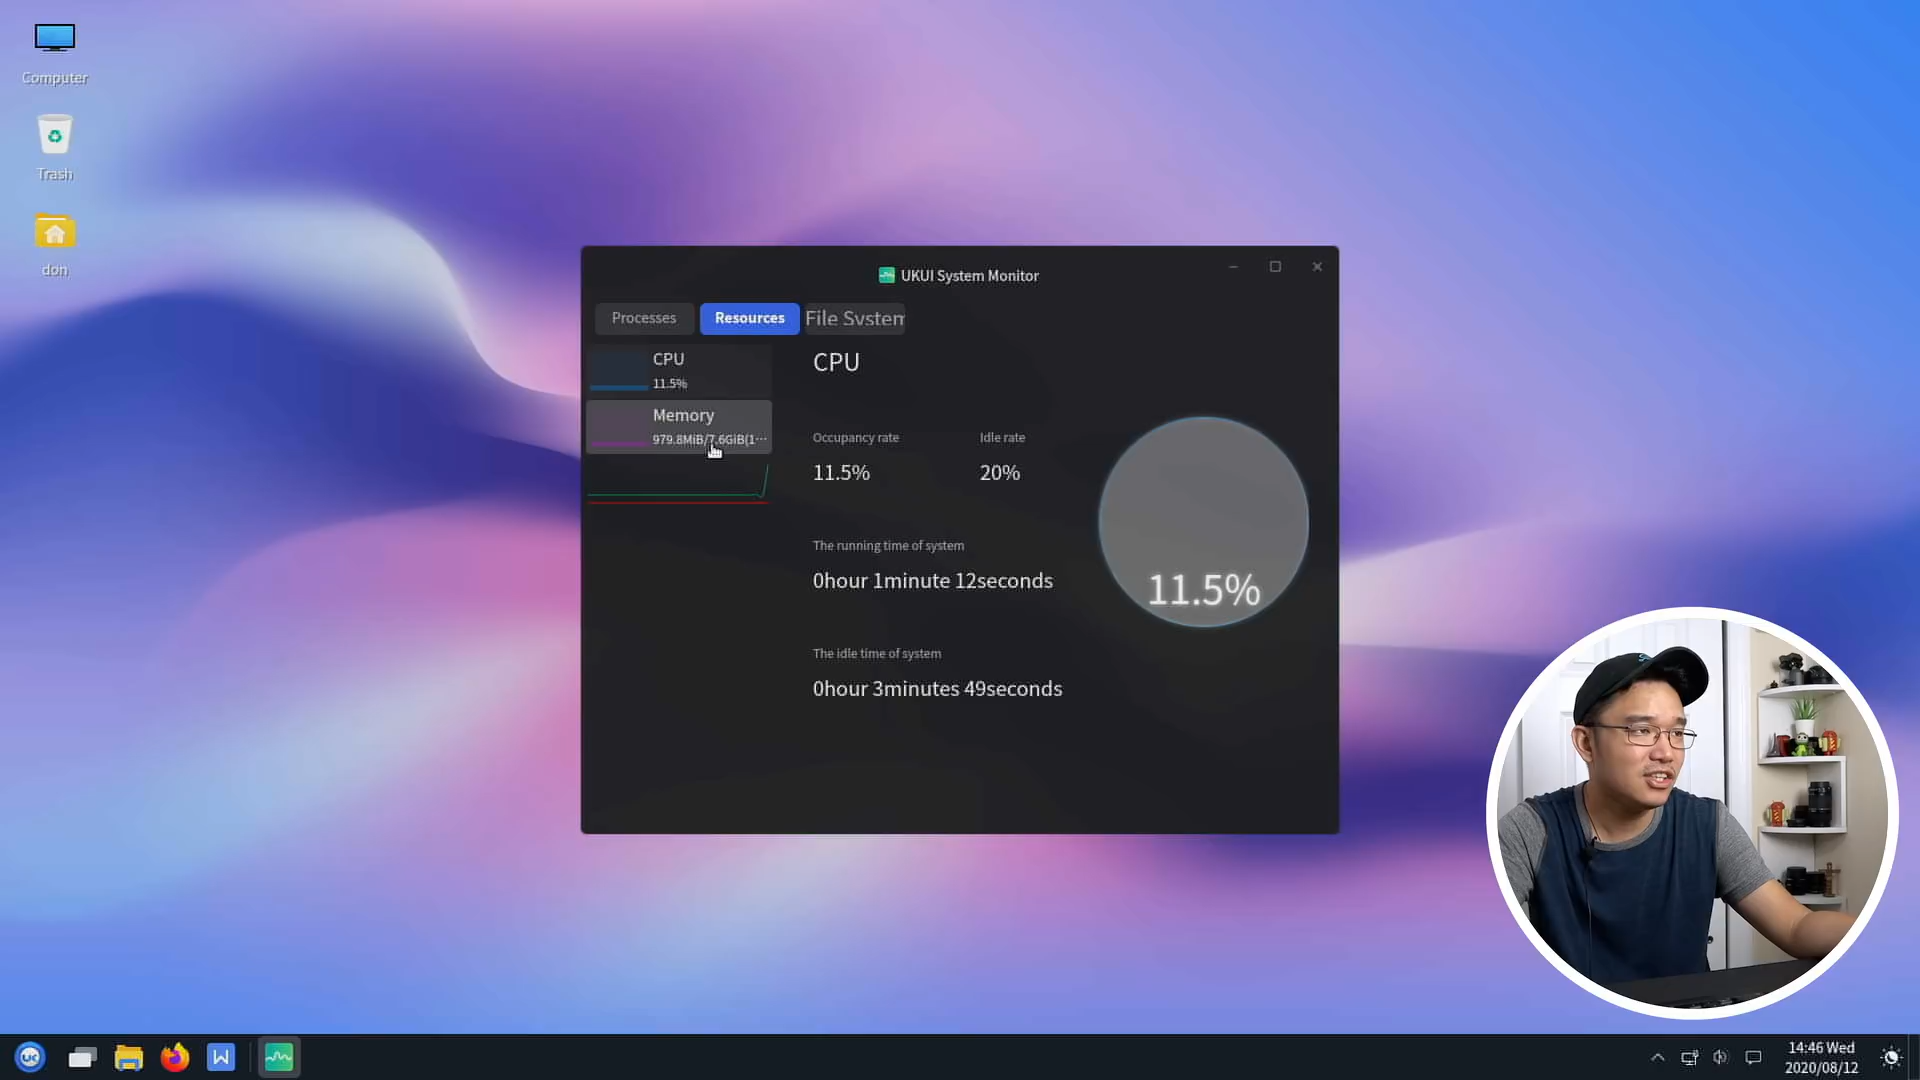 Computer
Trash
don
UKUI System Monitor
Processes
Resources
File System
CPU
11.5%
Memory
979.8MiB/7.6GiB(1···
CPU
Occupancy rate
Idle rate
11.5%
20%
The running time of system
0hour 1minute 12seconds
The idle time of system
0hour 3minutes 49seconds
11.5%
14:46 Wed
2020/08/12